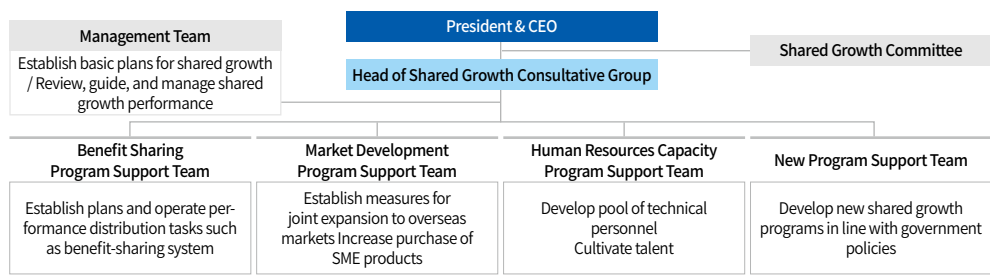 President & CEO
Management Team
Establish basic plans for shared growth
/ Review, guide, and manage shared
growth performance
Shared Growth Committee
Head of Shared Growth Consultative Group
Benefit Sharing
Program Support Team
Establish plans and operate per-
formance distribution tasks such
as benefit-sharing system
Market Development
Program Support Team
Establish measures for
joint expansion to overseas
markets Increase purchase of
SME products
Human Resources Capacity
Program Support Team
Develop pool of technical
personnel
Cultivate talent
New Program Support Team
Develop new shared growth
programs in line with government
policies